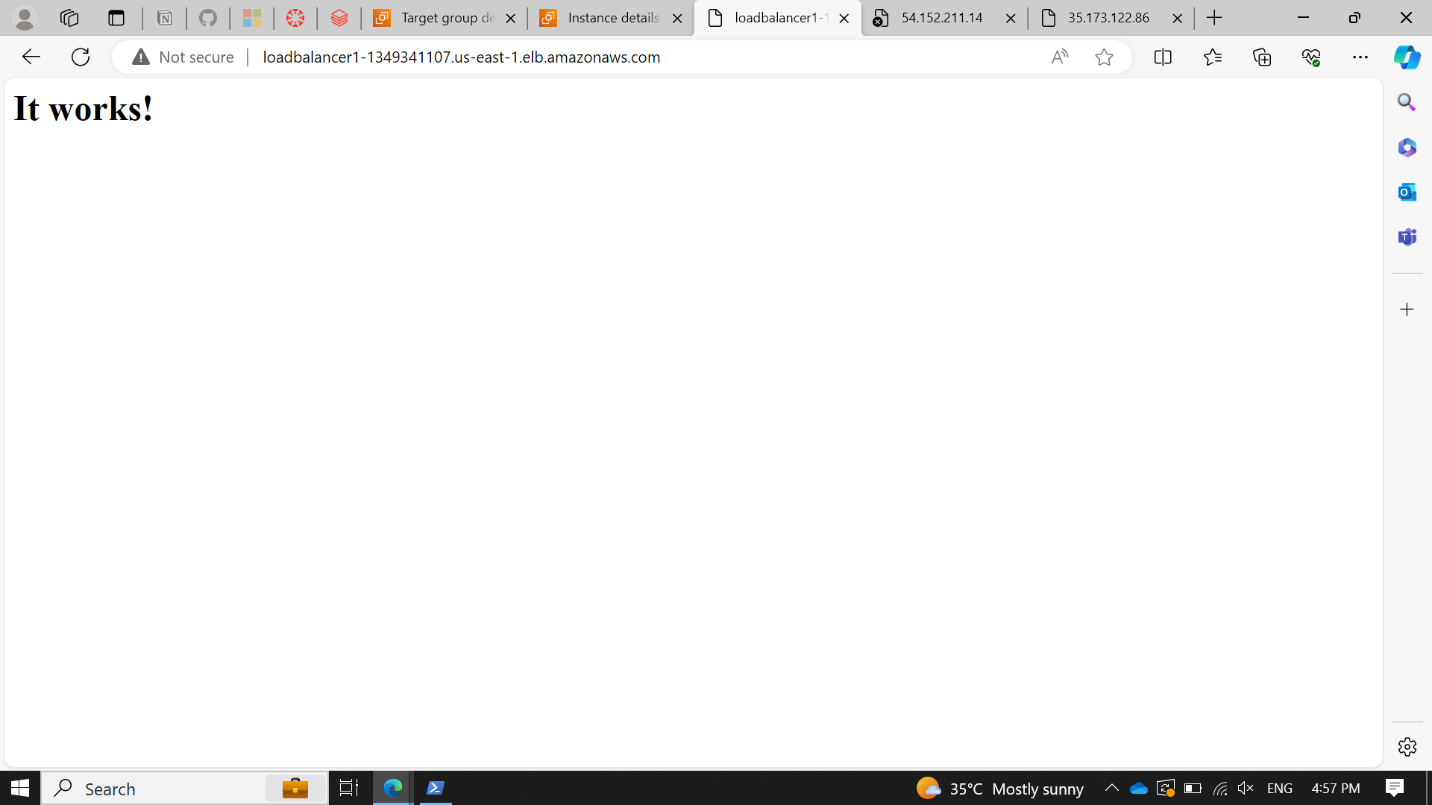 Target group de
Instance details
loadbalancer1-1
54.152.211.14
35.173.122.86
Not secure
loadbalancer1-1349341107.us-east-1.elb.amazonaws.com
It works!
Search
35°C Mostly sunny
ENG
4:57 PM